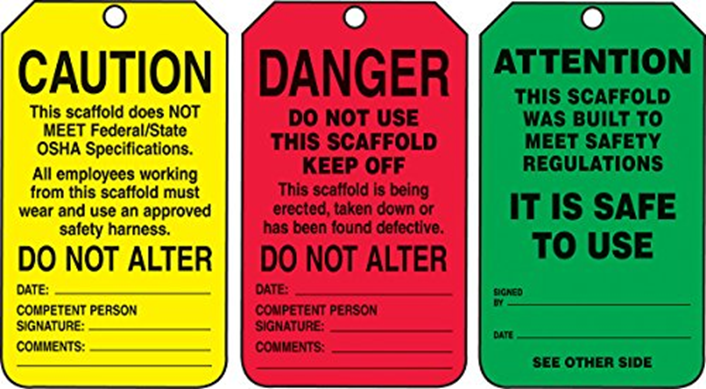 CAUTION
This scaffold does NOT
MEET Federal/State
OSHA Specifications.
All employees working
from this scaffold must
wear and use an approved
safety harness.
DO NOT ALTER
DATE:
COMPETENT PERSON
SIGNATURE:
COMMENTS:
DANGER
DO NOT USE
THIS SCAFFOLD
KEEP OFF
This scaffold is being
erected, taken down or
has been found defective.
DO NOT ALTER
DATE:
COMPETENT PERSON
SIGNATURE:
COMMENTS:
ATTENTION
THIS SCAFFOLD
WAS BUILT TO
MEET SAFETY
REGULATIONS
IT IS SAFE
TO USE
SIGNED
BY
DATE
SEE OTHER SIDE